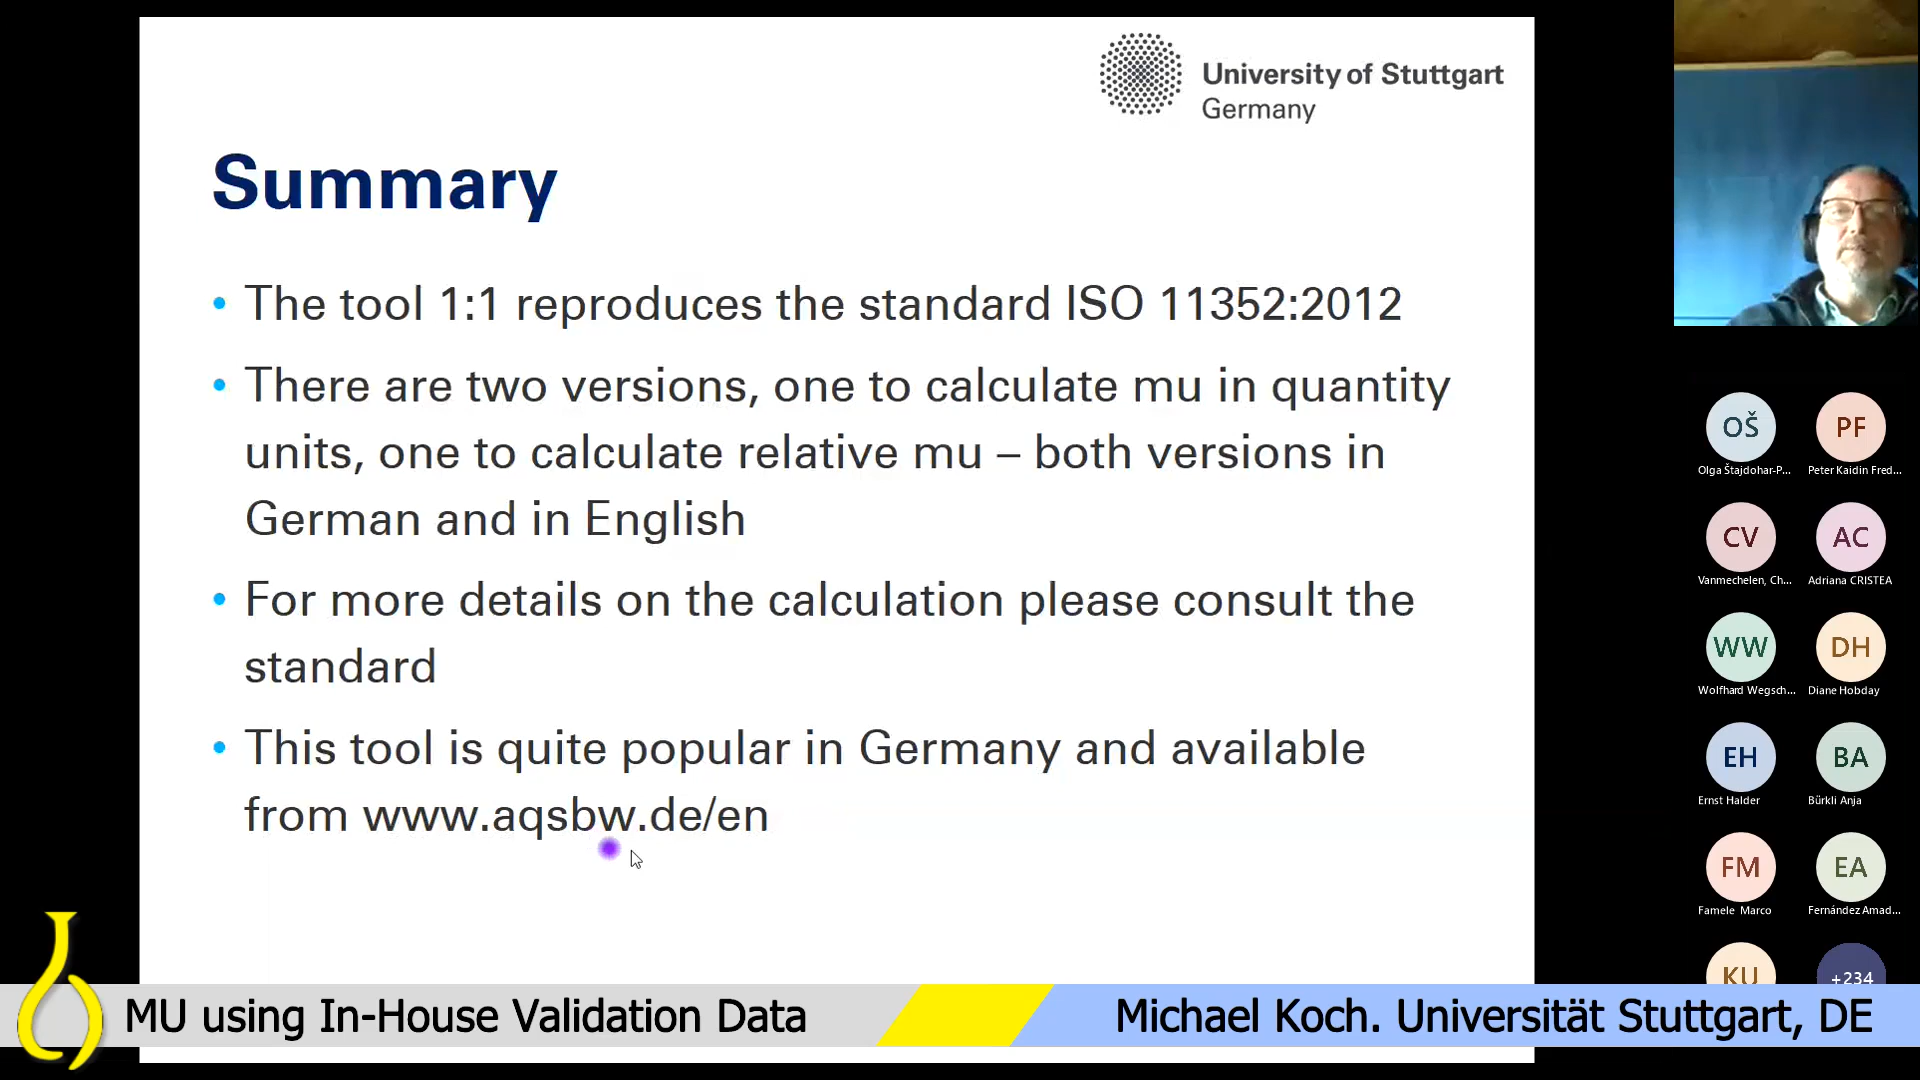 University of Stuttgart
Germany
Summary
• The tool 1:1 reproduces the standard ISO 11352:2012
• There are two versions, one to calculate mu in quantity
units, one to calculate relative mu – both versions in
German and in English
• For more details on the calculation please consult the
standard
• This tool is quite popular in Germany and available
from www.aqsbw.de/en
OŠ
Olga Štajdohar-P...
PF
Peter Kaidin Fred...
CV
Vanmechelen, Ch...
AC
Adriana CRISTEA
WW
Wolfhard Wegsch...
DH
Diane Hobday
EH
Ernst Halder
BA
Bürkli Anja
FM
Famele Marco
EA
Fernández Amad...
KU
+234
MU using In-House Validation Data
Michael Koch. Universität Stuttgart, DE